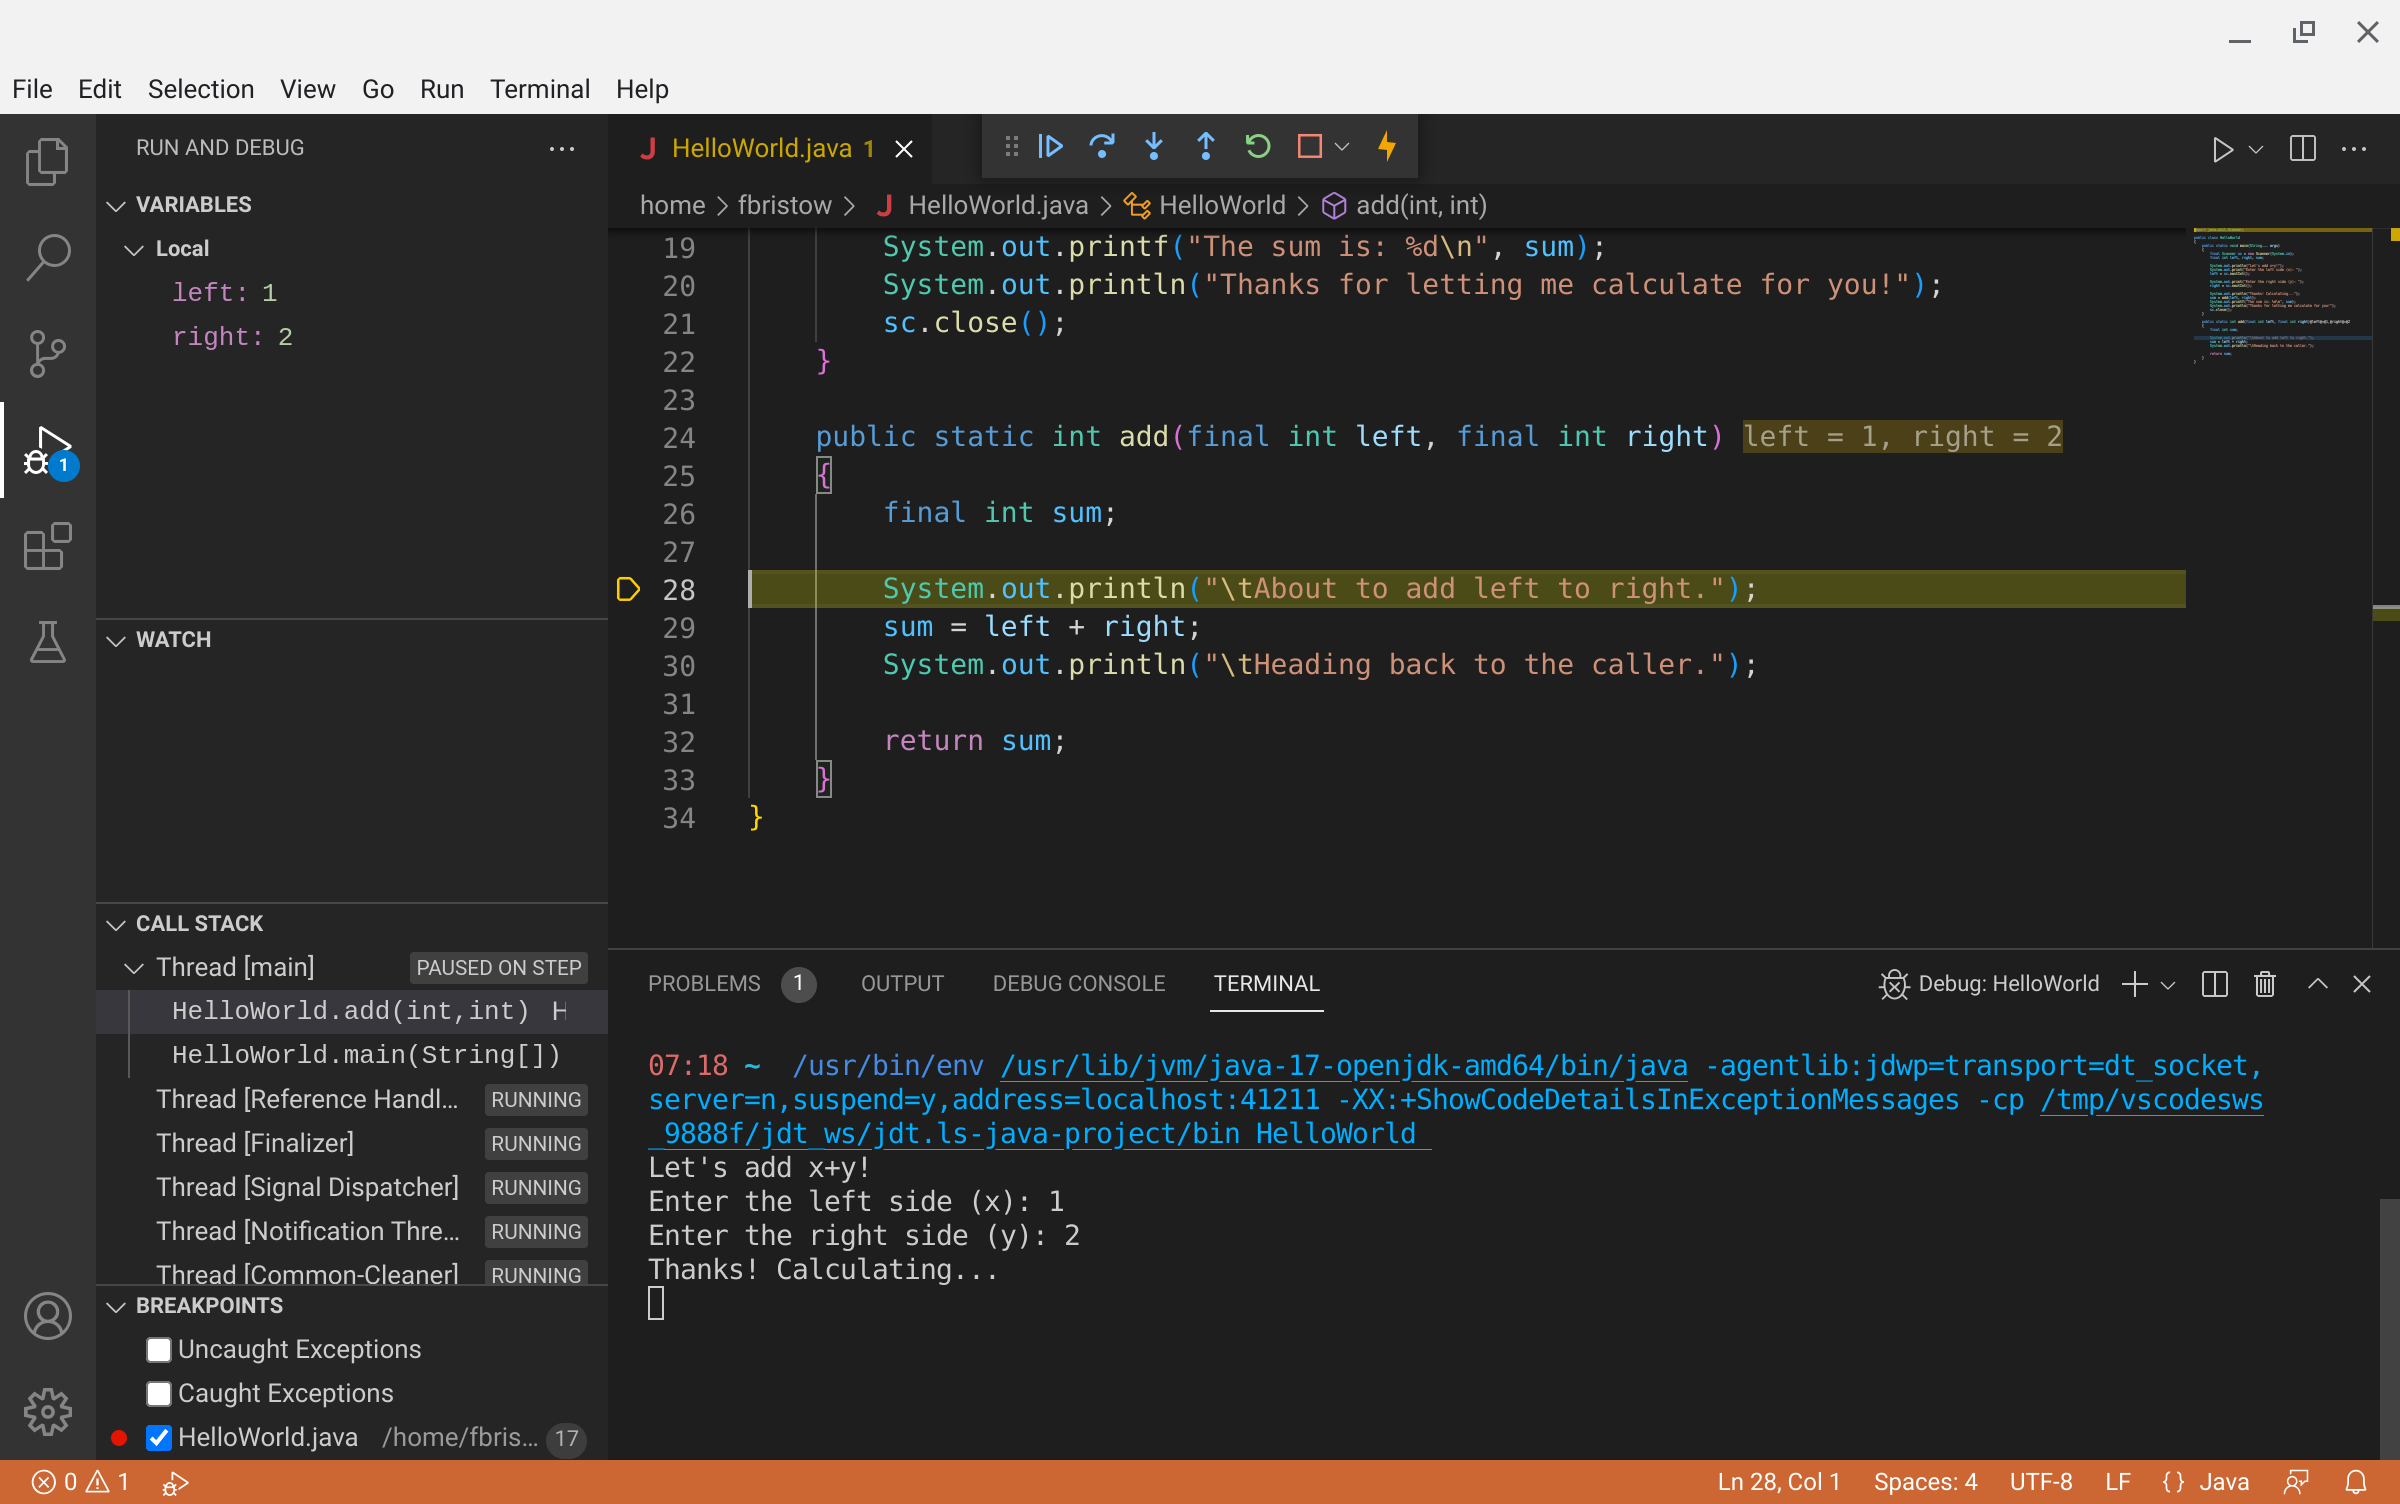 File Edit Selection View Go Run Terminal Help
RUN AND DEBUG
VARIABLES
Local
left: 1
right: 2
WATCH
CALL STACK
Thread [main] PAUSED ON STEP
HelloWorld.add(int,int) H
HelloWorld.main(String[])
Thread [Reference Handl... RUNNING
Thread [Finalizer] RUNNING
Thread [Signal Dispatcher] RUNNING
Thread [Notification Thre... RUNNING
Thread [Common-Cleaner] RUNNING
BREAKPOINTS
Uncaught Exceptions
Caught Exceptions
HelloWorld.java /home/fbris... 17
1
HelloWorld.java 1
home > fbristow > HelloWorld.java > HelloWorld > add(int, int)
19 System.out.printf("The sum is: %d\n", sum);
20 System.out.println("Thanks for letting me calculate for you!");
21 sc.close();
22 }
23
24 public static int add(final int left, final int right) left = 1, right = 2
25 {
26 final int sum;
27
28 System.out.println("\tAbout to add left to right.");
29 sum = left + right;
30 System.out.println("\tHeading back to the caller.");
31
32 return sum;
33 }
34 }
PROBLEMS 1 OUTPUT DEBUG CONSOLE TERMINAL Debug: HelloWorld
07:18 ~ /usr/bin/env /usr/lib/jvm/java-17-openjdk-amd64/bin/java -agentlib:jdwp=transport=dt_socket,
server=n,suspend=y,address=localhost:41211 -XX:+ShowCodeDetailsInExceptionMessages -cp /tmp/vscodesws
_9888f/jdt_ws/jdt.ls-java-project/bin HelloWorld
Let's add x+y!
Enter the left side (x): 1
Enter the right side (y): 2
Thanks! Calculating...
0 1 Ln 28, Col 1 Spaces: 4 UTF-8 LF {} Java